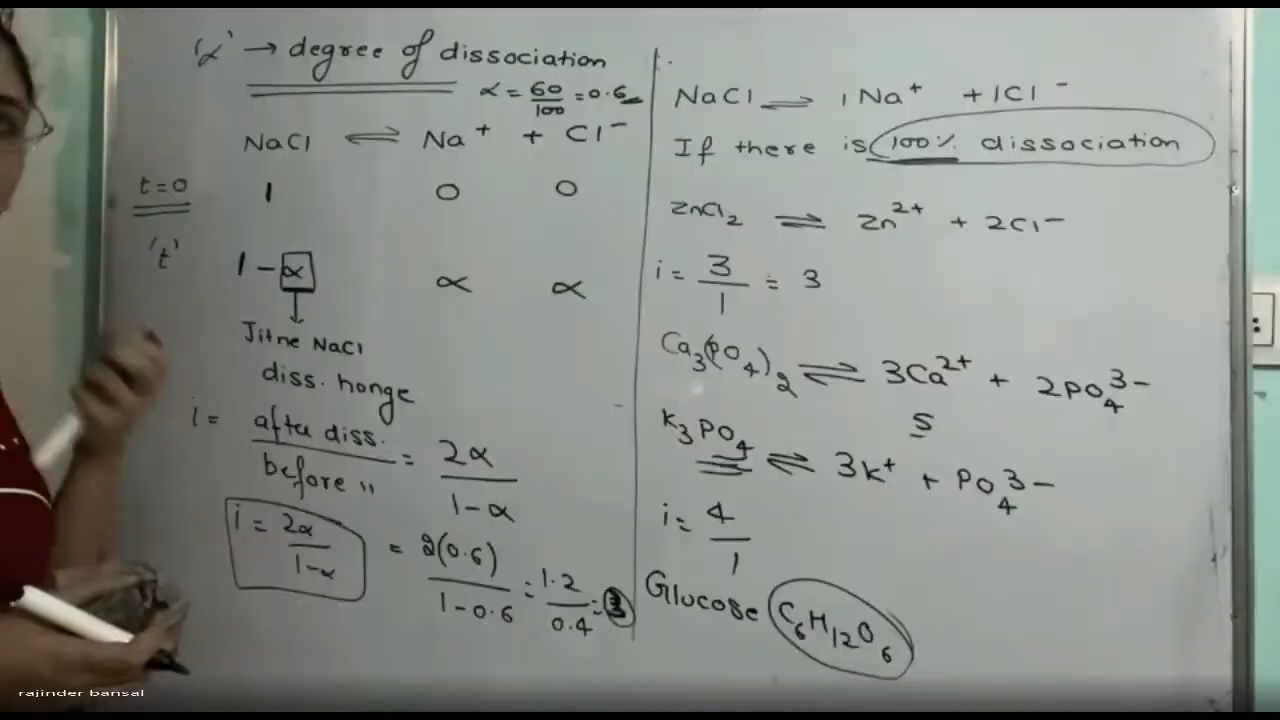 'α' → degree of dissociation
α = 60/100 = 0.6
NaCl ⇌ Na⁺ + Cl⁻
t=0 1 0 0
't' 1 - α α α
Jitne NaCl
diss. honge
i = after diss. / before " = 2α / 1-α
i = 2α / 1-α = 2(0.6) / 1-0.6 = 1.2 / 0.4 = 3
NaCl ⇌ 1Na⁺ + 1Cl⁻
If there is 100% dissociation
ZnCl₂ ⇌ Zn²⁺ + 2Cl⁻
i = 3/1 = 3
Ca₃(PO₄)₂ ⇌ 3Ca²⁺ + 2PO₄³⁻
5
K₃PO₄ ⇌ 3K⁺ + PO₄³⁻
i = 4/1
Glucose C₆H₁₂O₆
rajinder bansal